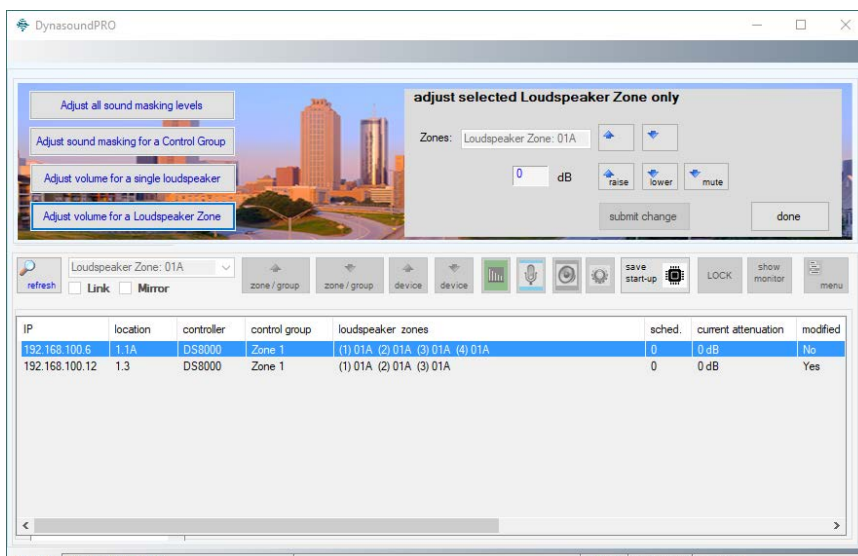 DynasoundPRO
Adjust all sound masking levels
Adjust sound masking for a Control Group
Adjust volume for a single loudspeaker
Adjust volume for a Loudspeaker Zone
adjust selected Loudspeaker Zone only
Zones: Loudspeaker Zone: 01A
0 dB raise lower mute
submit change done
refresh
Loudspeaker Zone: 01A
Link Mirror
zone / group
zone / group
device
device
save
start-up
LOCK
show
monitor
menu
IP location controller control group loudspeaker zones sched. current attenuation modified
192.168.100.6 1.1A DS8000 Zone 1 (1) 01A (2) 01A (3) 01A (4) 01A 0 0 dB No
192.168.100.12 1.3 DS8000 Zone 1 (1) 01A (2) 01A (3) 01A 0 0 dB Yes